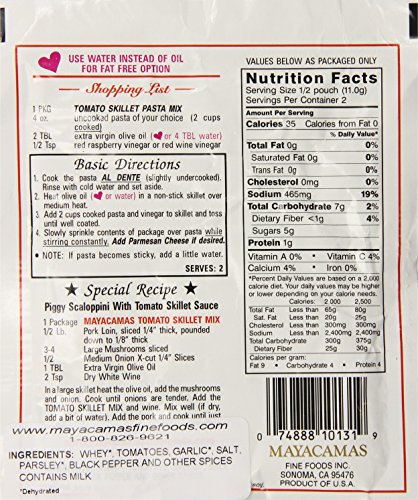 USE WATER INSTEAD OF OIL
FOR FAT FREE OPTION
Shopping List
1 PKG TOMATO SKILLET PASTA MIX
4 oz. uncooked pasta of your choice (2 cups
cooked)
2 TBL extra virgin olive oil ( or 4 TBL water)
1/2 Tsp red raspberry vinegar or red wine vinegar
Basic Directions
1. Cook the pasta AL DENTE (slightly undercooked).
Rinse with cold water and set aside.
2. Heat olive oil ( or water) in a non-stick skillet over
medium heat.
3. Add 2 cups cooked pasta and vinegar to skillet and toss
until well coated.
4. Slowly sprinkle contents of package over pasta while
stirring constantly. Add Parmesan Cheese if desired.
• NOTE: If pasta becomes sticky, add a little water.
SERVES: 2
Special Recipe
Piggy Scaloppini With Tomato Skillet Sauce
1 Package MAYACAMAS TOMATO SKILLET MIX
1/2 Lb. Pork Loin, sliced 1/4" thick, pounded
down to 1/8" thick
3-4 Large Mushrooms sliced
1/2 Medium Onion X-cut 1/4" Slices
1 TBL Extra Virgin Olive Oil
2 Tsp Dry White Wine
In a large skillet heat the olive oil, add the mushrooms
and onion. Cook until onions are tender. Add the
TOMATO SKILLET MIX and wine. Mix well (if dry,
add a bit of water). Add the pork and cook until just
www.mayacamasfinefoods.com
1-800-826-9621
INGREDIENTS: WHEY*, TOMATOES, GARLIC*, SALT,
PARSLEY*, BLACK PEPPER AND OTHER SPICES
CONTAINS MILK
*Dehydrated
VALUES BELOW AS PACKAGED ONLY
Nutrition Facts
Serving Size 1/2 pouch (11.0g)
Servings Per Container 2
Amount Per Serving
Calories 35 Calories from Fat 0
% Daily Value*
Total Fat 0g 0%
Saturated Fat 0g 0%
Trans Fat 0g 0%
Cholesterol 0mg 0%
Sodium 465mg 19%
Total Carbohydrate 7g 2%
Dietary Fiber <1g 4%
Sugars 5g
Protein 1g
Vitamin A 0% • Vitamin C 4%
Calcium 4% • Iron 0%
*Percent Daily Values are based on a 2,000
calorie diet. Your daily values may be higher
or lower depending on your calorie needs.
Calories 2,000 2,500
Total Fat Less than 65g 80g
Sat. Fat Less than 20g 25g
Cholesterol Less than 300mg 300mg
Sodium Less than 2,400mg 2,400mg
Total Carbohydrate 300g 375g
Dietary Fiber 25g 30g
Calories per gram:
Fat 9 • Carbohydrate 4 • Protein 4
0 74888 10131 9
MAYACAMAS
FINE FOODS INC.
SONOMA, CA 95476
PRODUCT OF U.S.A.